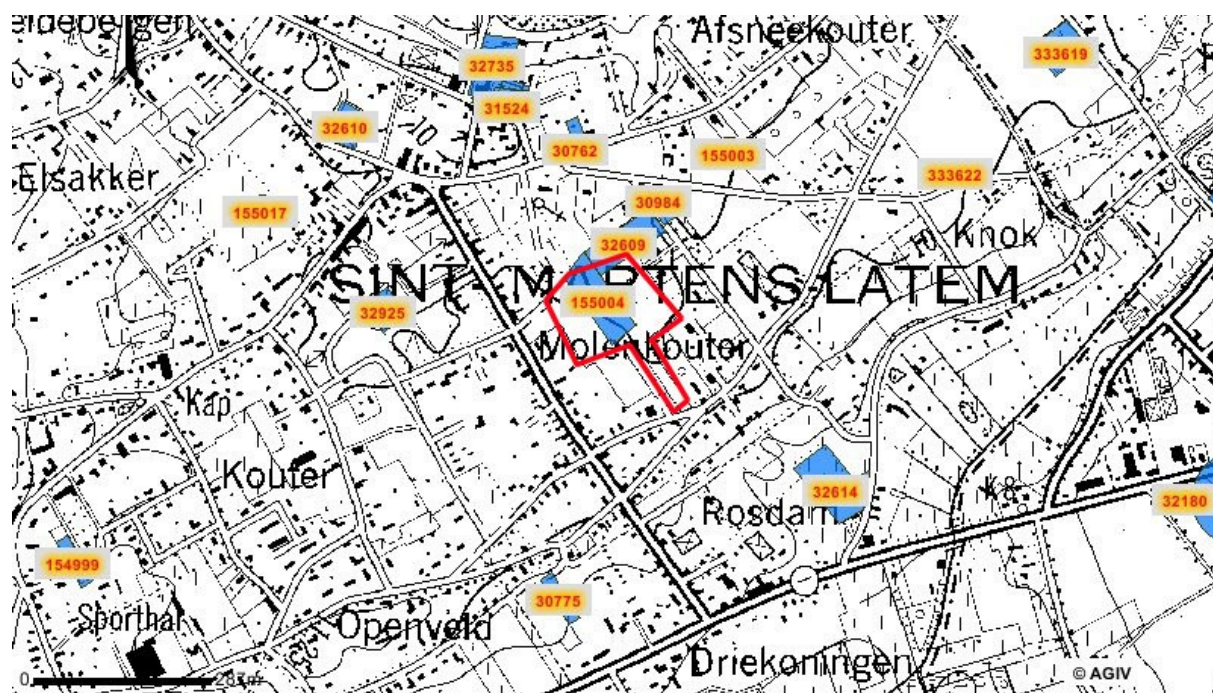 Afsneekouter
333619
32735
31524
32610
10
30762
155003
333622
Elsakker
155017
30984
32609
Knok
SINT-MARTENS-LATEM
155004
32925
Molenkouter
Kap
Kouter
32614
32180
Rosdam
154999
30775
Sporthal
Openveld
Driekoningen
© AGIV
0